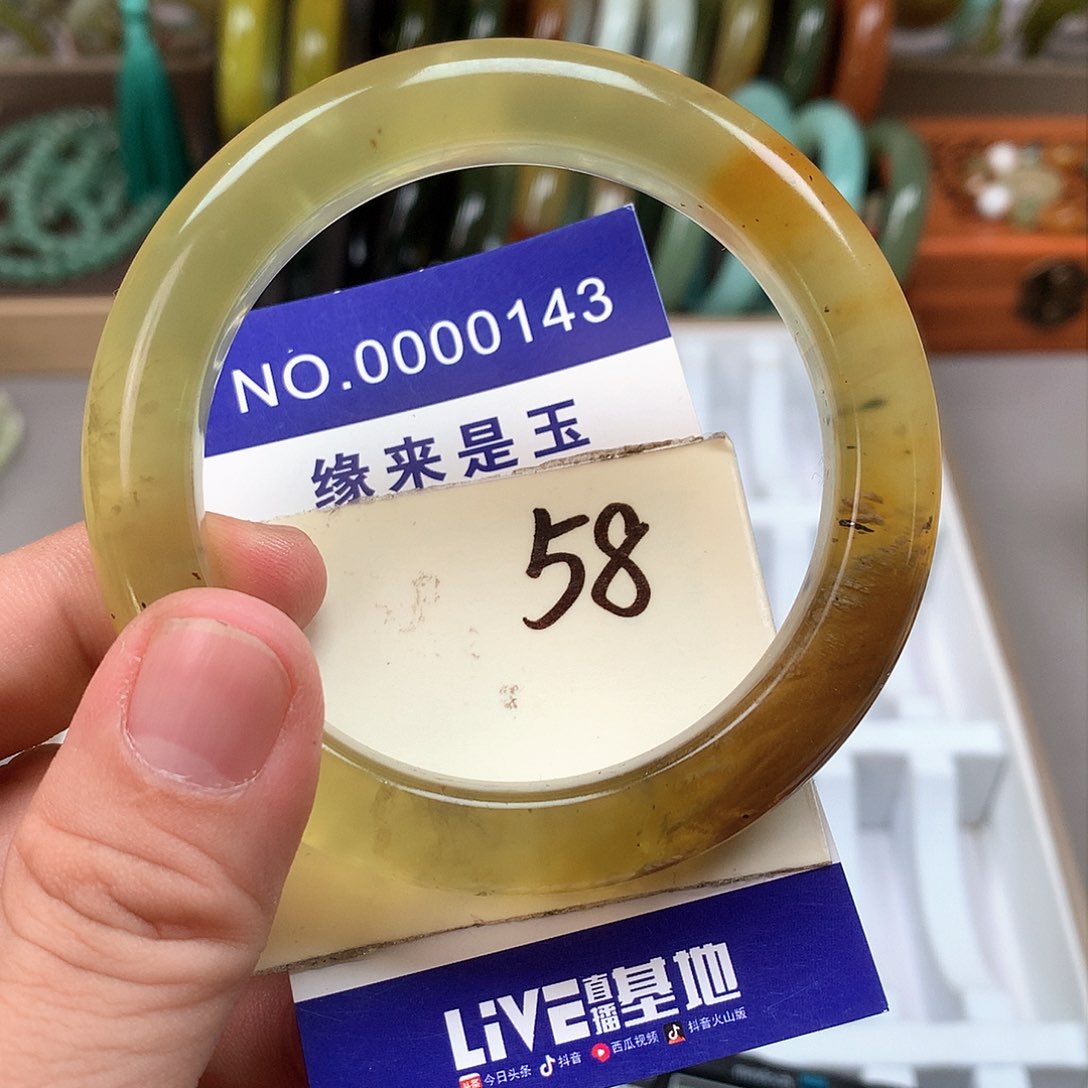 NO.0000143
缘来是玉
58
LiVE直播基地
今日头条 抖音 西瓜视频 抖音火山版